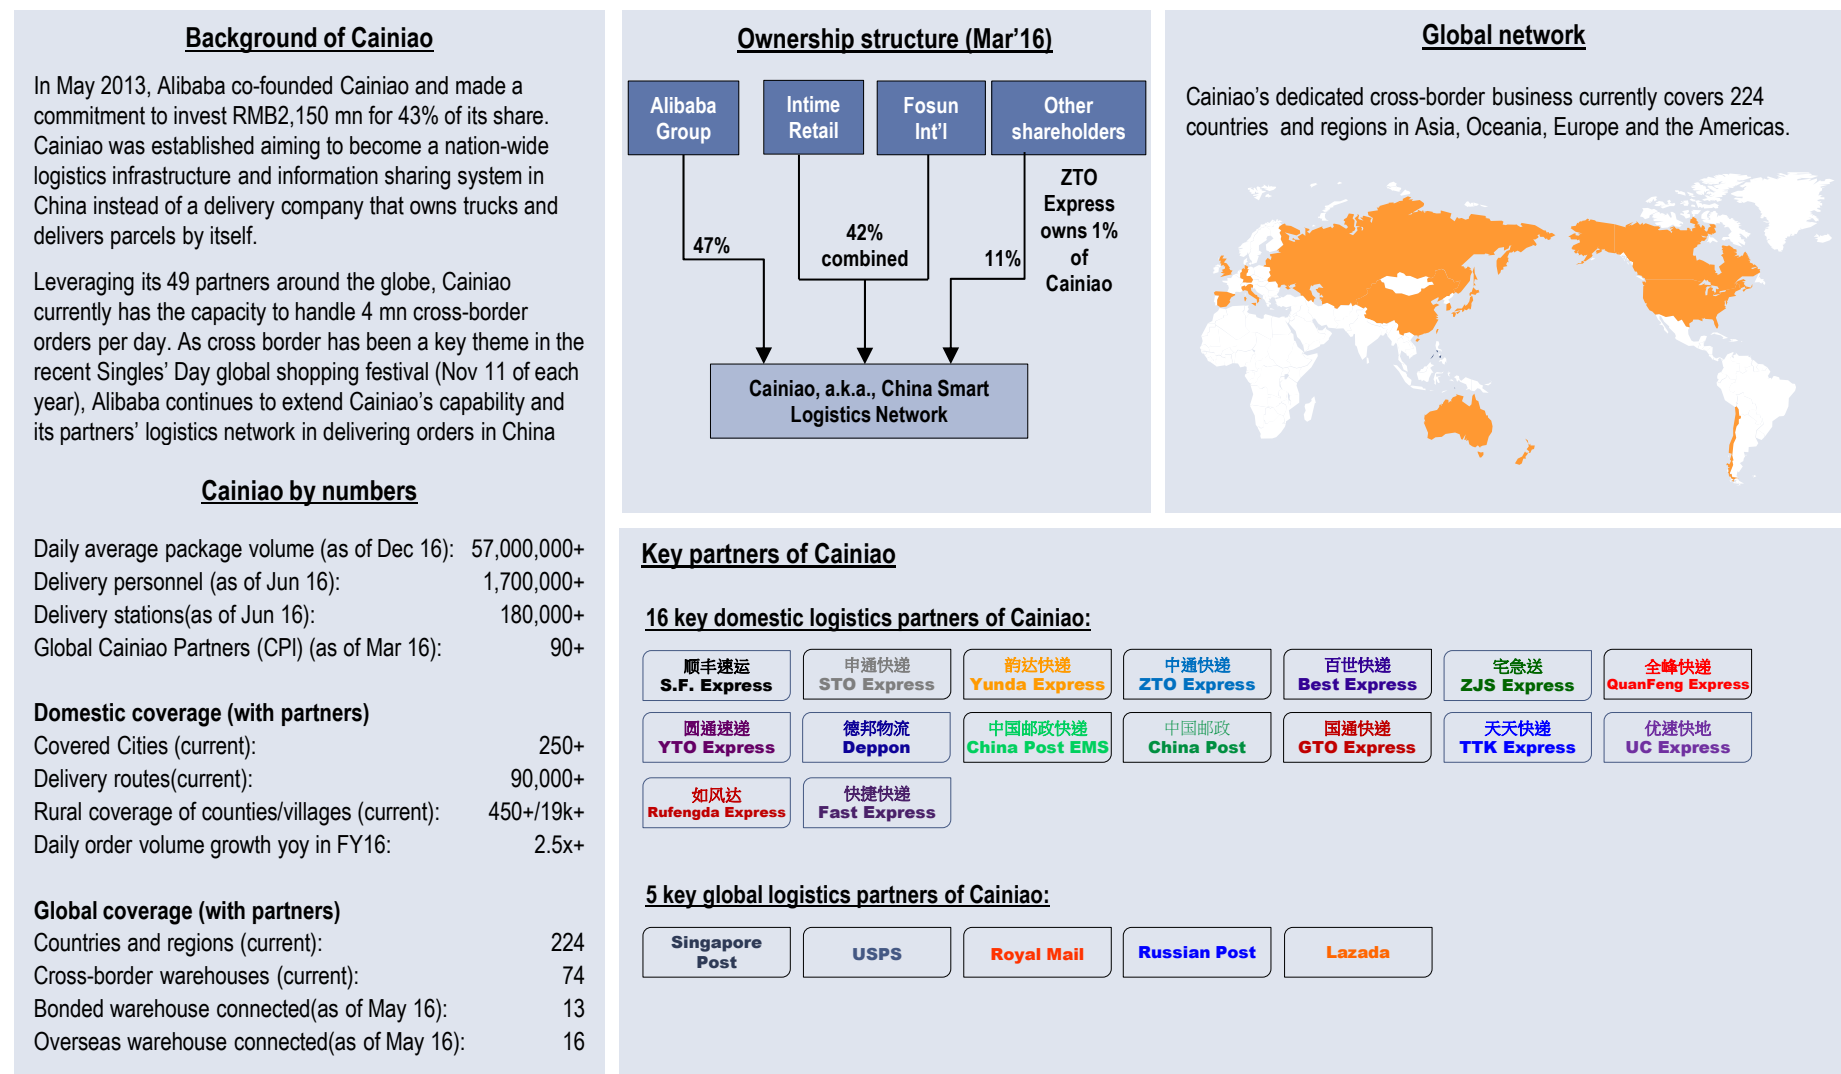 Background of Cainiao
In May 2013, Alibaba co-founded Cainiao and made a
commitment to invest RMB2,150 mn for 43% of its share.
Cainiao was established aiming to become a nation-wide
logistics infrastructure and information sharing system in
China instead of a delivery company that owns trucks and
delivers parcels by itself.
Leveraging its 49 partners around the globe, Cainiao
currently has the capacity to handle 4 mn cross-border
orders per day. As cross border has been a key theme in the
recent Singles' Day global shopping festival (Nov 11 of each
year), Alibaba continues to extend Cainiao's capability and
its partners' logistics network in delivering orders in China
Cainiao by numbers
Daily average package volume (as of Dec 16): 57,000,000+
Delivery personnel (as of Jun 16): 1,700,000+
Delivery stations(as of Jun 16): 180,000+
Global Cainiao Partners (CPI) (as of Mar 16): 90+
Domestic coverage (with partners)
Covered Cities (current): 250+
Delivery routes(current): 90,000+
Rural coverage of counties/villages (current): 450+/19k+
Daily order volume growth yoy in FY16: 2.5x+
Global coverage (with partners)
Countries and regions (current): 224
Cross-border warehouses (current): 74
Bonded warehouse connected(as of May 16): 13
Overseas warehouse connected(as of May 16): 16
Ownership structure (Mar'16)
Alibaba
Group
Intime
Retail
Fosun
Int'l
Other
shareholders
47%
42%
combined
11%
ZTO
Express
owns 1%
of
Cainiao
Cainiao, a.k.a., China Smart
Logistics Network
Global network
Cainiao's dedicated cross-border business currently covers 224
countries and regions in Asia, Oceania, Europe and the Americas.
Key partners of Cainiao
16 key domestic logistics partners of Cainiao:
顺丰速运
S.F. Express
申通快递
STO Express
韵达快递
Yunda Express
中通快递
ZTO Express
百世快递
Best Express
宅急送
ZJS Express
全峰快递
QuanFeng Express
圆通速递
YTO Express
德邦物流
Deppon
中国邮政快递
China Post EMS
中国邮政
China Post
国通快递
GTO Express
天天快递
TTK Express
优速快地
UC Express
如风达
Rufengda Express
快捷快递
Fast Express
5 key global logistics partners of Cainiao:
Singapore
Post
USPS
Royal Mail
Russian Post
Lazada